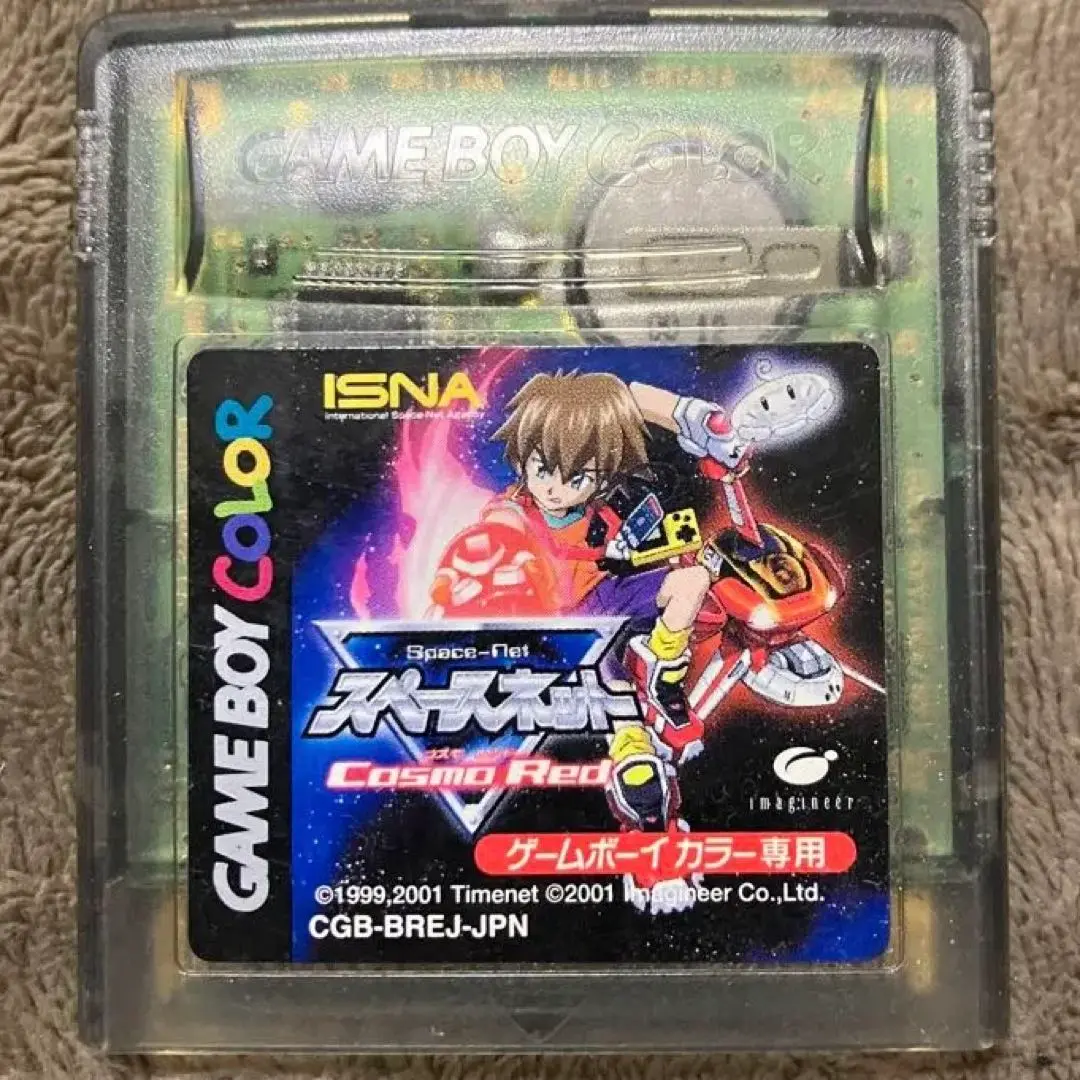 GAME BOY COLOR
ISNA
International Space-Net Academy
GAME BOY COLOR
Space-Net
スペースネット
Cosmo Red
imagineer
ゲームボーイカラー専用
©1999,2001 Timenet ©2001 Imagineer Co.,Ltd.
CGB-BREJ-JPN